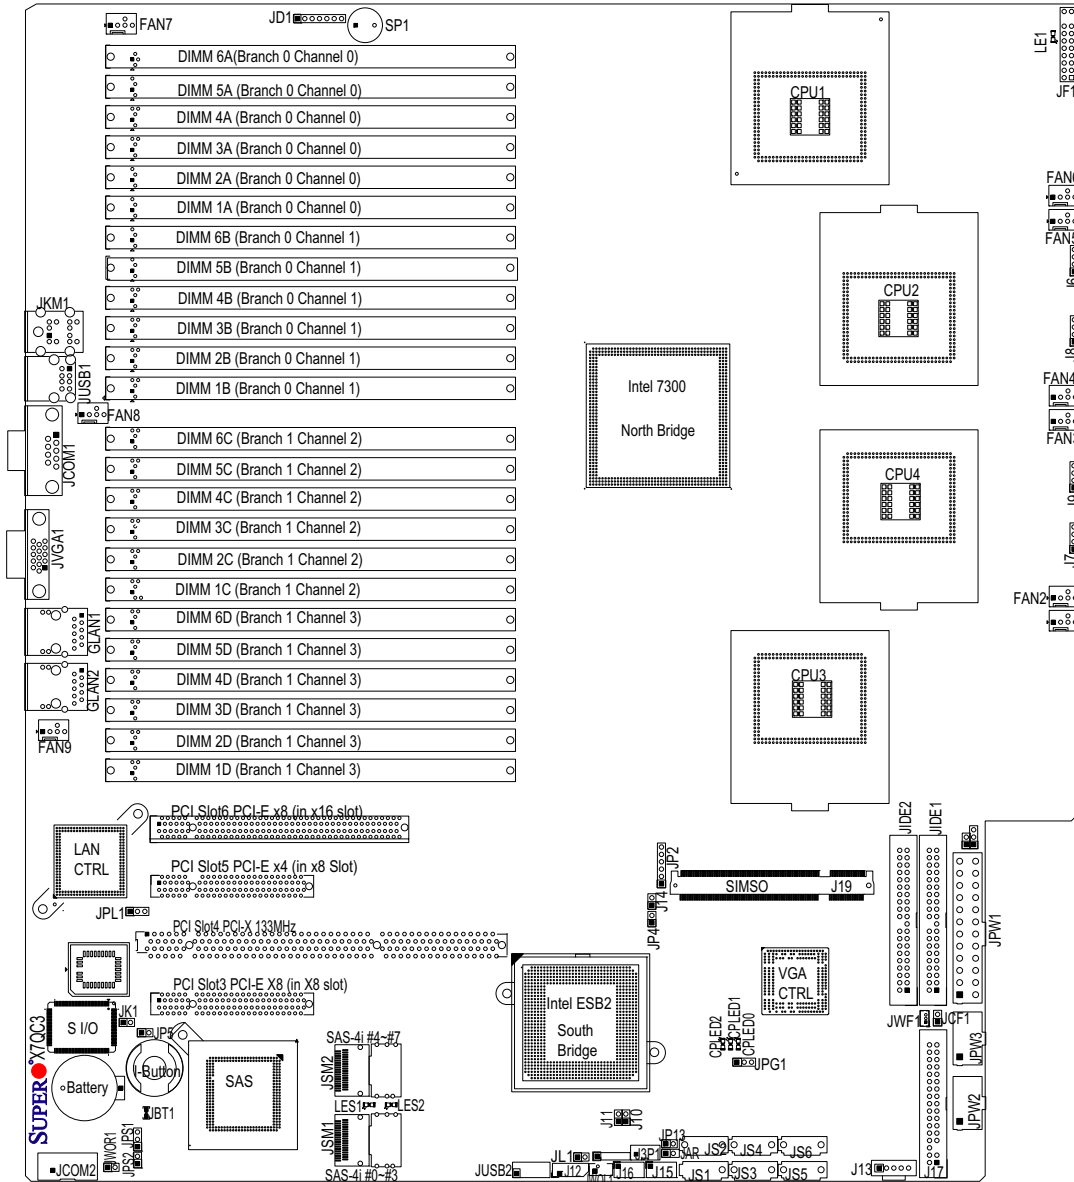 FAN7
JD1
SP1
LE1
JF1
DIMM 6A(Branch 0 Channel 0)
DIMM 5A (Branch 0 Channel 0)
DIMM 4A (Branch 0 Channel 0)
DIMM 3A (Branch 0 Channel 0)
DIMM 2A (Branch 0 Channel 0)
DIMM 1A (Branch 0 Channel 0)
DIMM 6B (Branch 0 Channel 1)
DIMM 5B (Branch 0 Channel 1)
DIMM 4B (Branch 0 Channel 1)
DIMM 3B (Branch 0 Channel 1)
DIMM 2B (Branch 0 Channel 1)
DIMM 1B (Branch 0 Channel 1)
DIMM 6C (Branch 1 Channel 2)
DIMM 5C (Branch 1 Channel 2)
DIMM 4C (Branch 1 Channel 2)
DIMM 3C (Branch 1 Channel 2)
DIMM 2C (Branch 1 Channel 2)
DIMM 1C (Branch 1 Channel 2)
DIMM 6D (Branch 1 Channel 3)
DIMM 5D (Branch 1 Channel 3)
DIMM 4D (Branch 1 Channel 3)
DIMM 3D (Branch 1 Channel 3)
DIMM 2D (Branch 1 Channel 3)
DIMM 1D (Branch 1 Channel 3)
JKM1
JUSB1
FAN8
JCOM1
JVGA1
GLAN1
GLAN2
FAN9
CPU1
CPU2
CPU4
CPU3
Intel 7300
North Bridge
FAN5
FAN4
J7
FAN2
PCI Slot6 PCI-E x8 (in x16 slot)
LAN
CTRL
PCI Slot5 PCI-E x4 (in x8 Slot)
JPL1
PCI Slot4 PCI-X 133MHz
PCI Slot3 PCI-E X8 (in X8 slot)
S I/O
JK1
JP5
X7QC3
SUPER
Battery
I-Button
JBT1
SAS
SAS-4i #4~#7
JSM2
LES1
LES2
JSM1
SAS-4i #0~#3
JWOR1
JPS1
JPS2
JCOM2
Intel ESB2
South
Bridge
JP2
J14
JP4
SIMSO
J19
JIDE2
JIDE1
JPW1
VGA
CTRL
CPLED2
CPLED1
CPLED0
JPG1
JWF1
JCF1
JPW3
JPW2
J11
J10
JP13
JAR
JS2
JS4
JS6
JL1
J3P1
JUSB2
J12
J16
J15
JS1
JS3
JS5
J13
J17